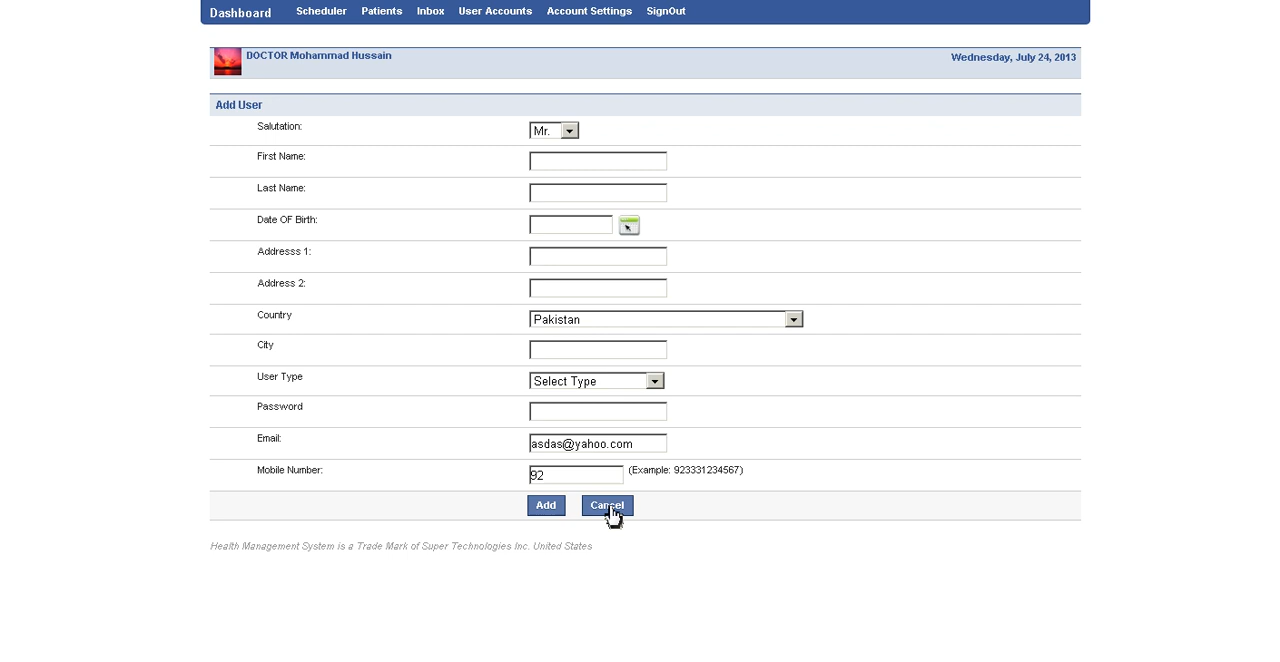 Dashboard Scheduler Patients Inbox User Accounts Account Settings SignOut
DOCTOR Mohammad Hussain Wednesday, July 24, 2013
Add User
Salutation: Mr.
First Name:
Last Name:
Date OF Birth:
Addresss 1:
Address 2:
Country Pakistan
City
User Type Select Type
Password
Email: asdas@yahoo.com
Mobile Number: 92 (Example: 923331234567)
Add Cancel
Health Management System is a Trade Mark of Super Technologies Inc. United States